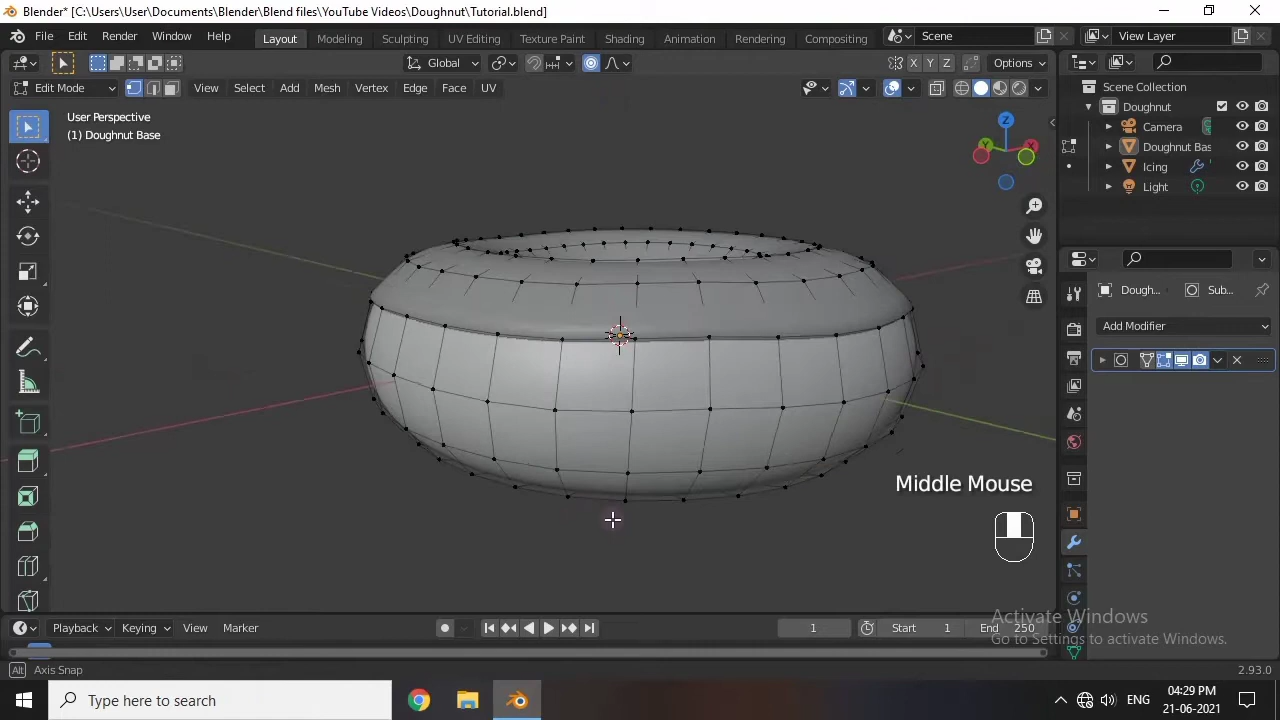 Blender* [C:\Users\User\Documents\Blender\Blend files\YouTube Videos\Doughnut\Tutorial.blend]
File Edit Render Window Help Layout Modeling Sculpting UV Editing Texture Paint Shading Animation Rendering Compositing Scene View Layer
Global X Y Z Options
Edit Mode View Select Add Mesh Vertex Edge Face UV
User Perspective
(1) Doughnut Base
Z
Y
X
Scene Collection
Doughnut
Camera
Doughnut Bas
Icing
Light
Dough... Sub...
Add Modifier
Middle Mouse
Activate Windows
Go to Settings to activate Windows.
Playback Keying View Marker 1 Start 1 End 250
Alt Axis Snap 2.93.0
Type here to search
ENG
04:29 PM
21-06-2021